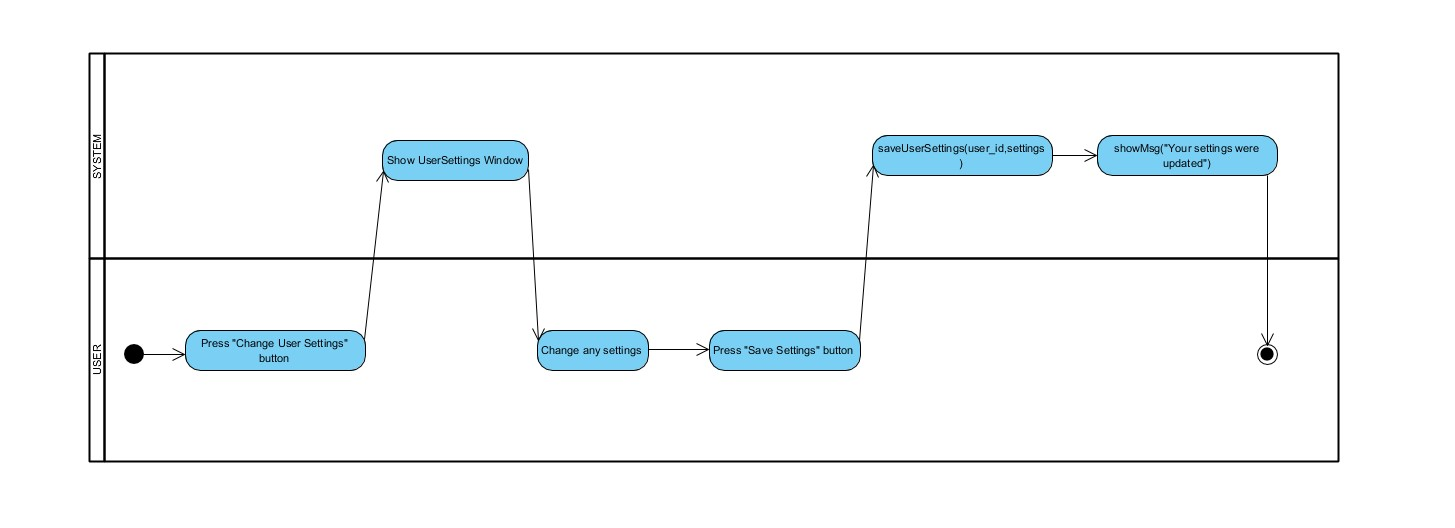 SYSTEM
Show UserSettings Window
saveUserSettings(user_id,settings
)
showMsg("Your settings were
updated")
USER
Press "Change User Settings"
button
Change any settings
Press "Save Settings" button